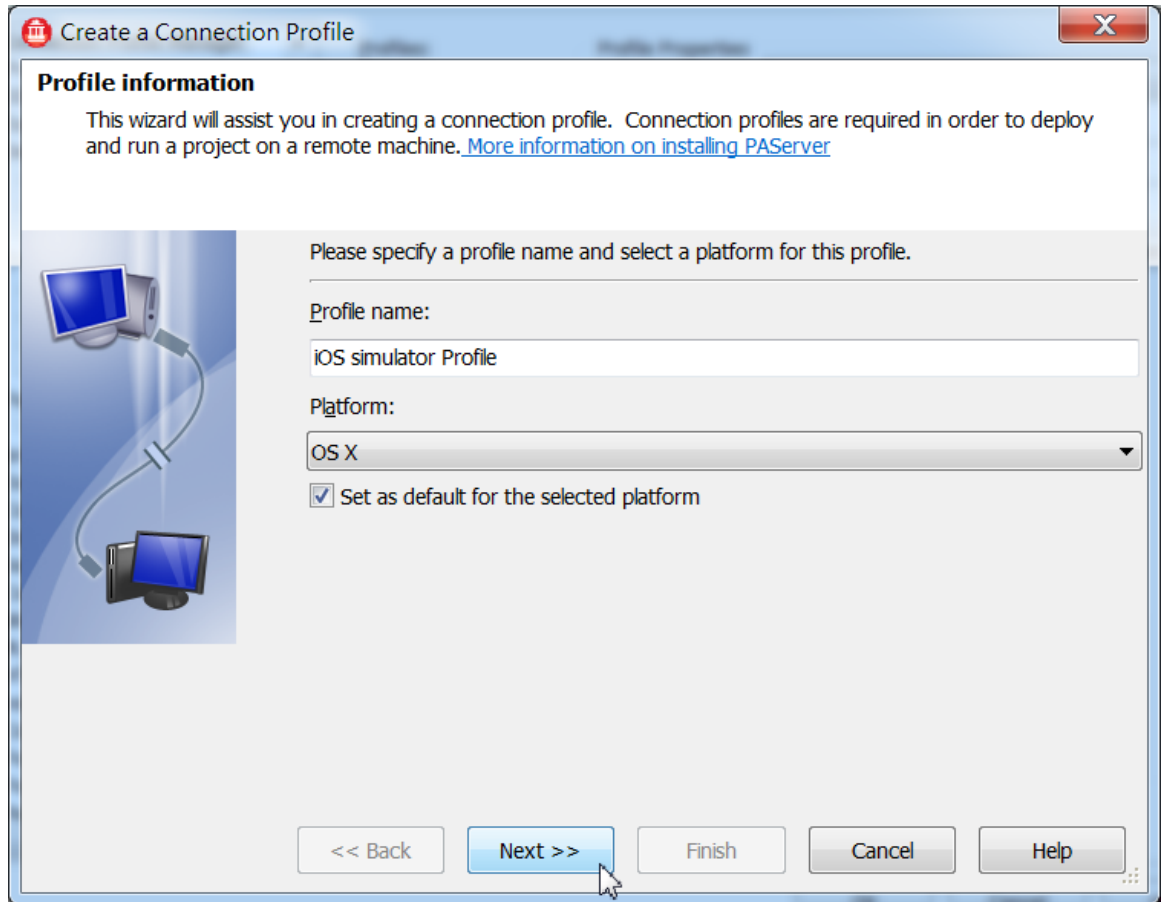 Create a Connection Profile
Profile information
This wizard will assist you in creating a connection profile.  Connection profiles are required in order to deploy
and run a project on a remote machine. More information on installing PAServer
Please specify a profile name and select a platform for this profile.
Profile name:
iOS simulator Profile
Platform:
OS X
Set as default for the selected platform
<< Back
Next >>
Finish
Cancel
Help